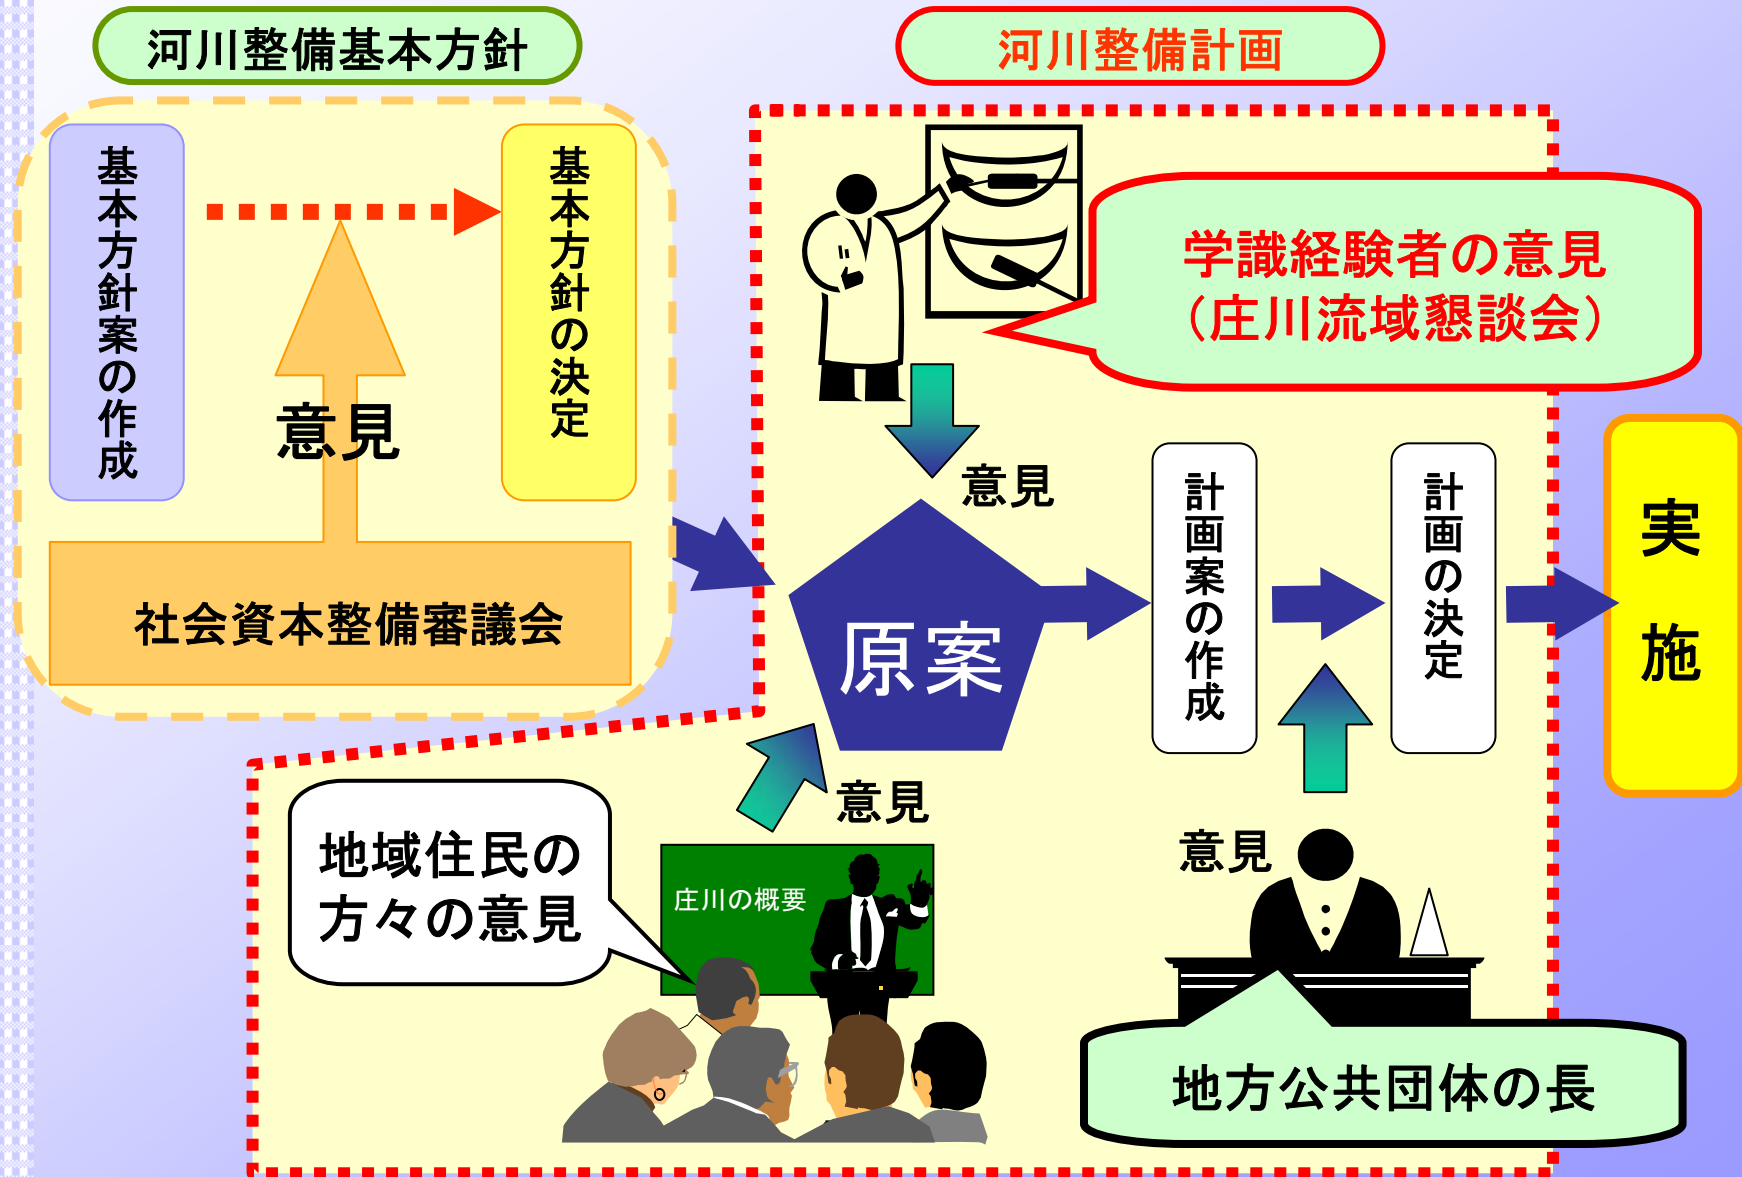 河川整備基本方針
河川整備計画
基本方針案の作成
基本方針の決定
意見
社会資本整備審議会
学識経験者の意見
（庄川流域懇談会）
意見
原案
計画案の作成
計画の決定
実施
意見
地域住民の
方々の意見
庄川の概要
意見
地方公共団体の長